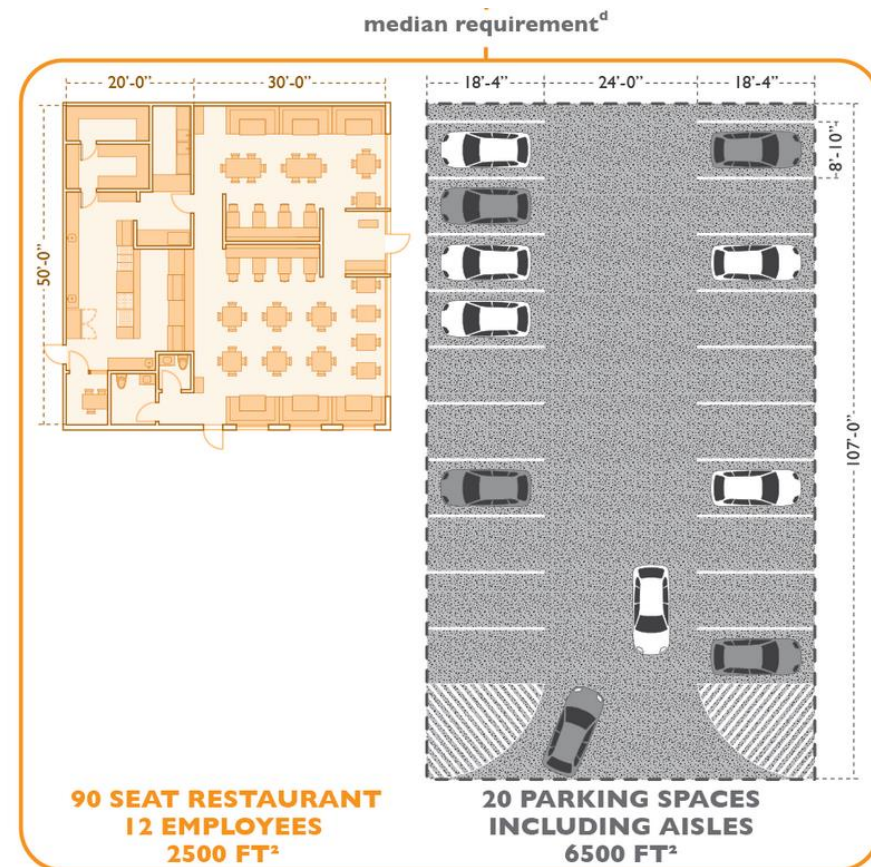 median requirementᵈ
20'-0"
30'-0"
18'-4"
24'-0"
18'-4"
8'-10"
50'-0"
107'-0"
90 SEAT RESTAURANT
12 EMPLOYEES
2500 FT²
20 PARKING SPACES
INCLUDING AISLES
6500 FT²